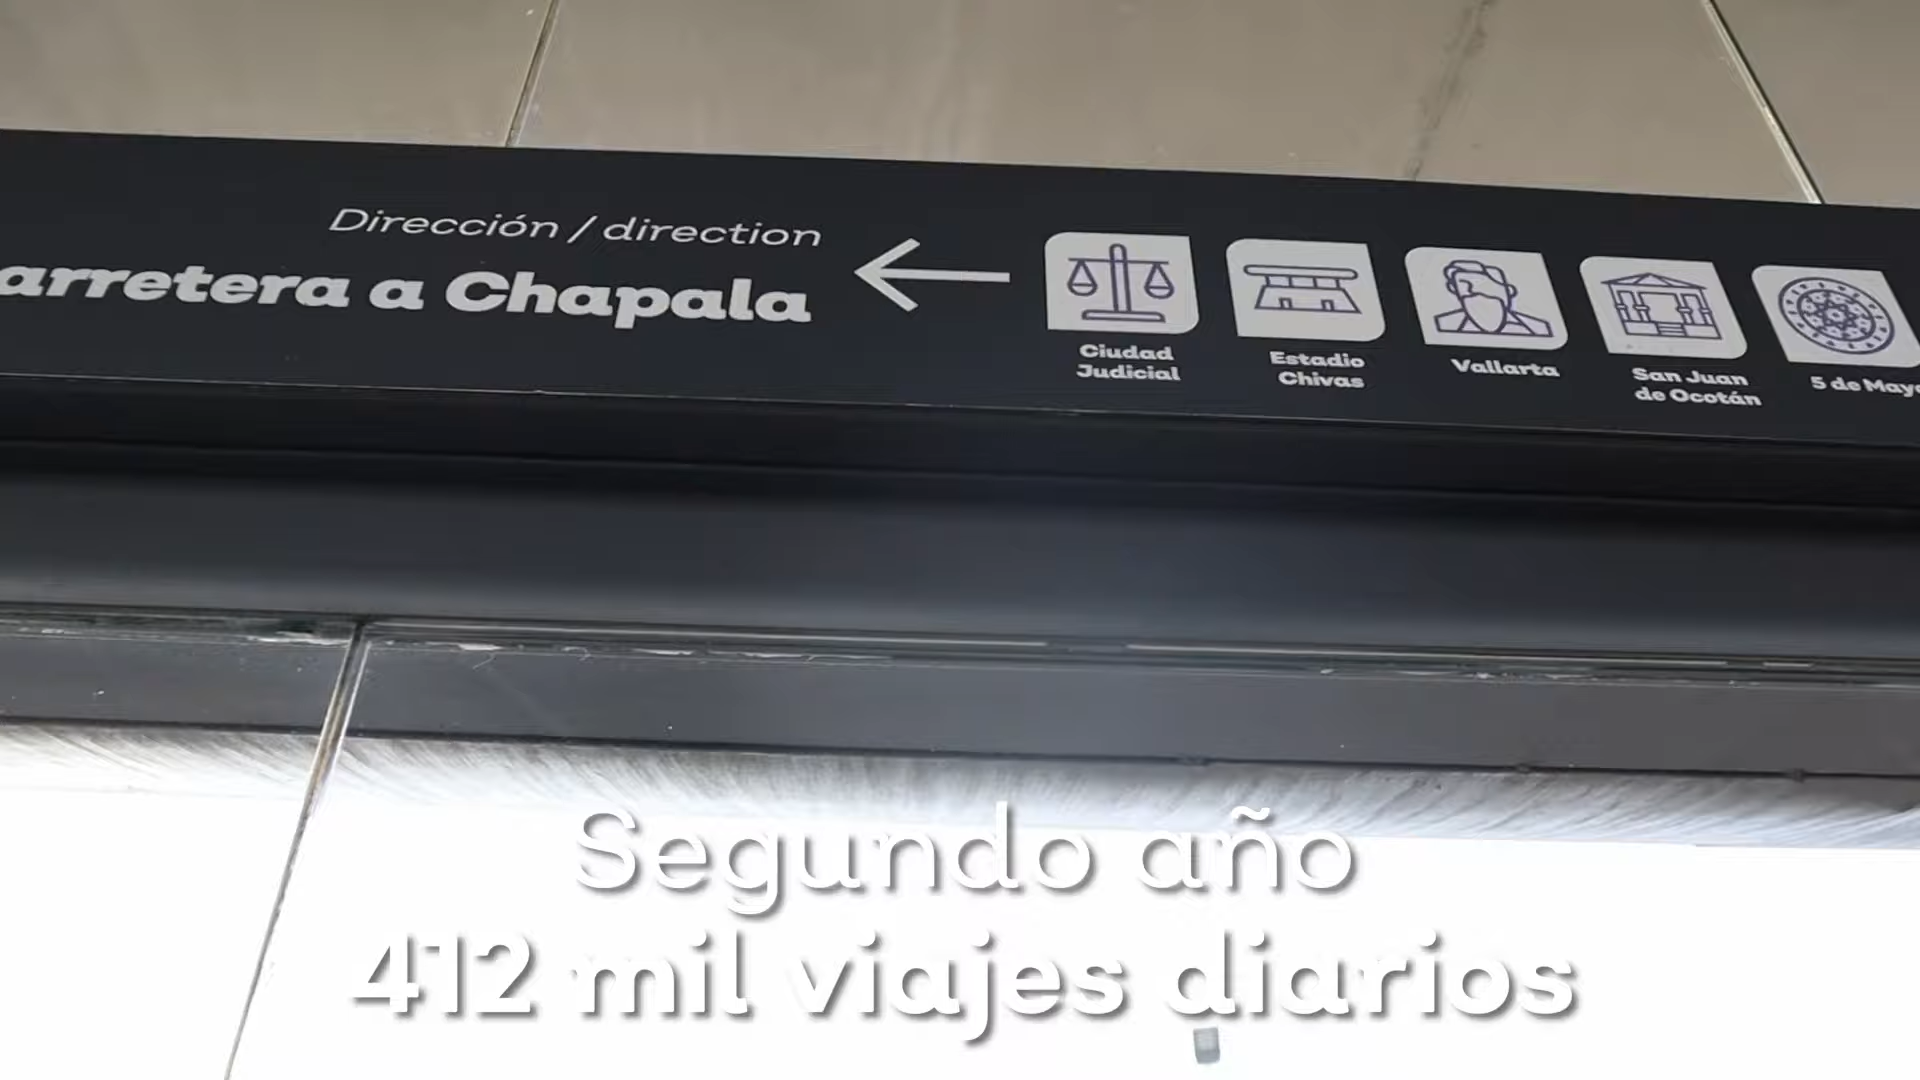 Dirección / direction
arretera a Chapala
Ciudad
Judicial
Estadio
Chivas
Vallarta
San Juan
de Ocotán
5 de Mayo
Segundo año
412 mil viajes diarios